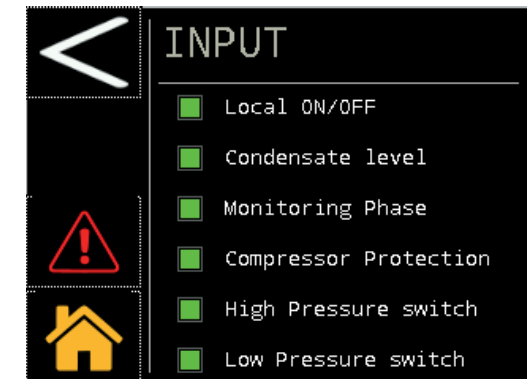 INPUT
Local ON/OFF
Condensate level
Monitoring Phase
Compressor Protection
High Pressure switch
Low Pressure switch